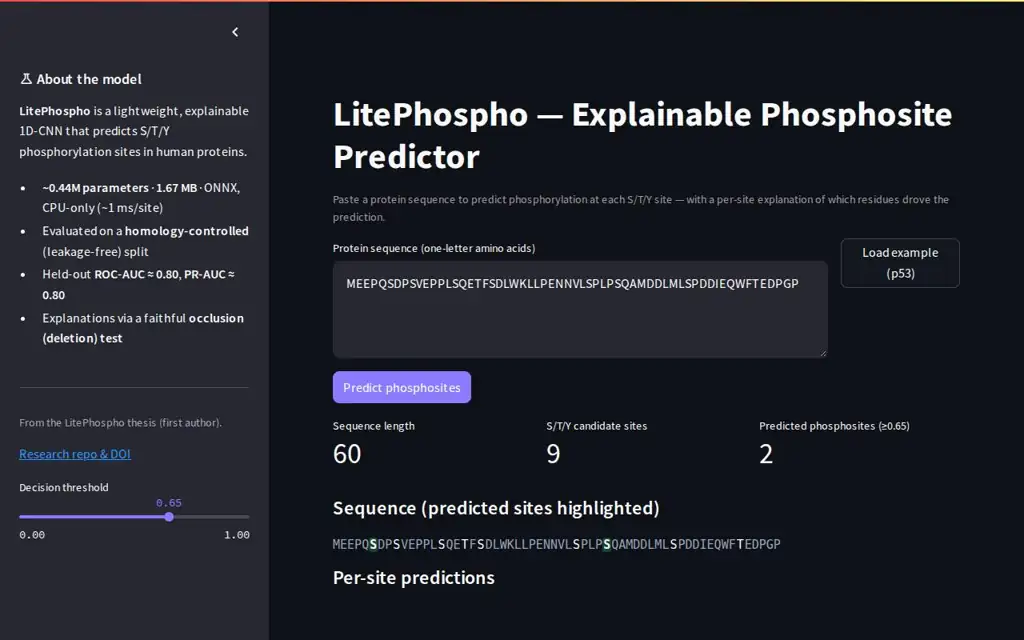 About the model
LitePhospho is a lightweight, explainable
1D-CNN that predicts S/T/Y
phosphorylation sites in human proteins.
• ~0.44M parameters · 1.67 MB · ONNX,
CPU-only (~1 ms/site)
• Evaluated on a homology-controlled
(leakage-free) split
• Held-out ROC-AUC ≈ 0.80, PR-AUC ≈
0.80
• Explanations via a faithful occlusion
(deletion) test
From the LitePhospho thesis (first author).
Research repo & DOI
Decision threshold
0.65
0.00 1.00
LitePhospho — Explainable Phosphosite
Predictor
Paste a protein sequence to predict phosphorylation at each S/T/Y site — with a per-site explanation of which residues drove the
prediction.
Protein sequence (one-letter amino acids)
MEEPQSDPSVEPPLSQETFSDLWKLLPENNVLSPLPSQAMDDLMLSPDDIEQWFTEDPGP
Load example
(p53)
Predict phosphosites
Sequence length S/T/Y candidate sites Predicted phosphosites (≥0.65)
60 9 2
Sequence (predicted sites highlighted)
MEEPQSDPSVEPPLSQETFSDLWKLLPENNVLSPLPSQAMDDLMLSPDDIEQWFTEDPGP
Per-site predictions